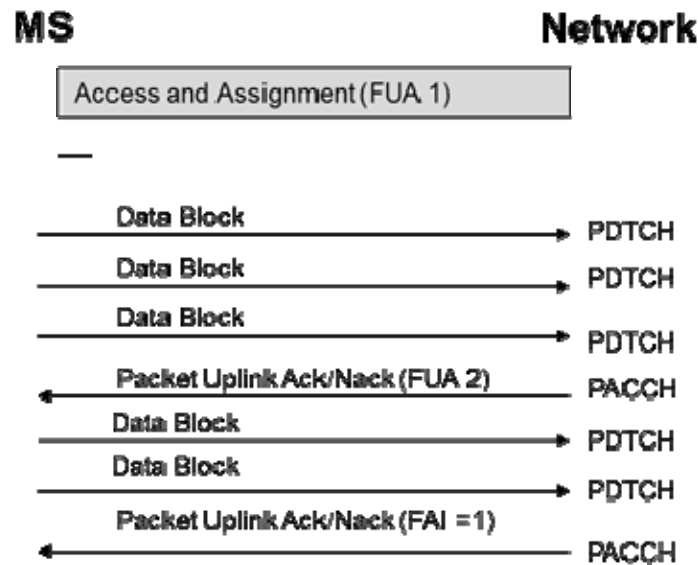 MS Network
Access and Assignment (FUA 1)
Data Block
PDTCH
Data Block
PDTCH
Data Block
PDTCH
Packet Uplink Ack/Nack (FUA 2)
PACCH
Data Block
PDTCH
Data Block
PDTCH
Packet Uplink Ack/Nack (FAI =1)
PACCH